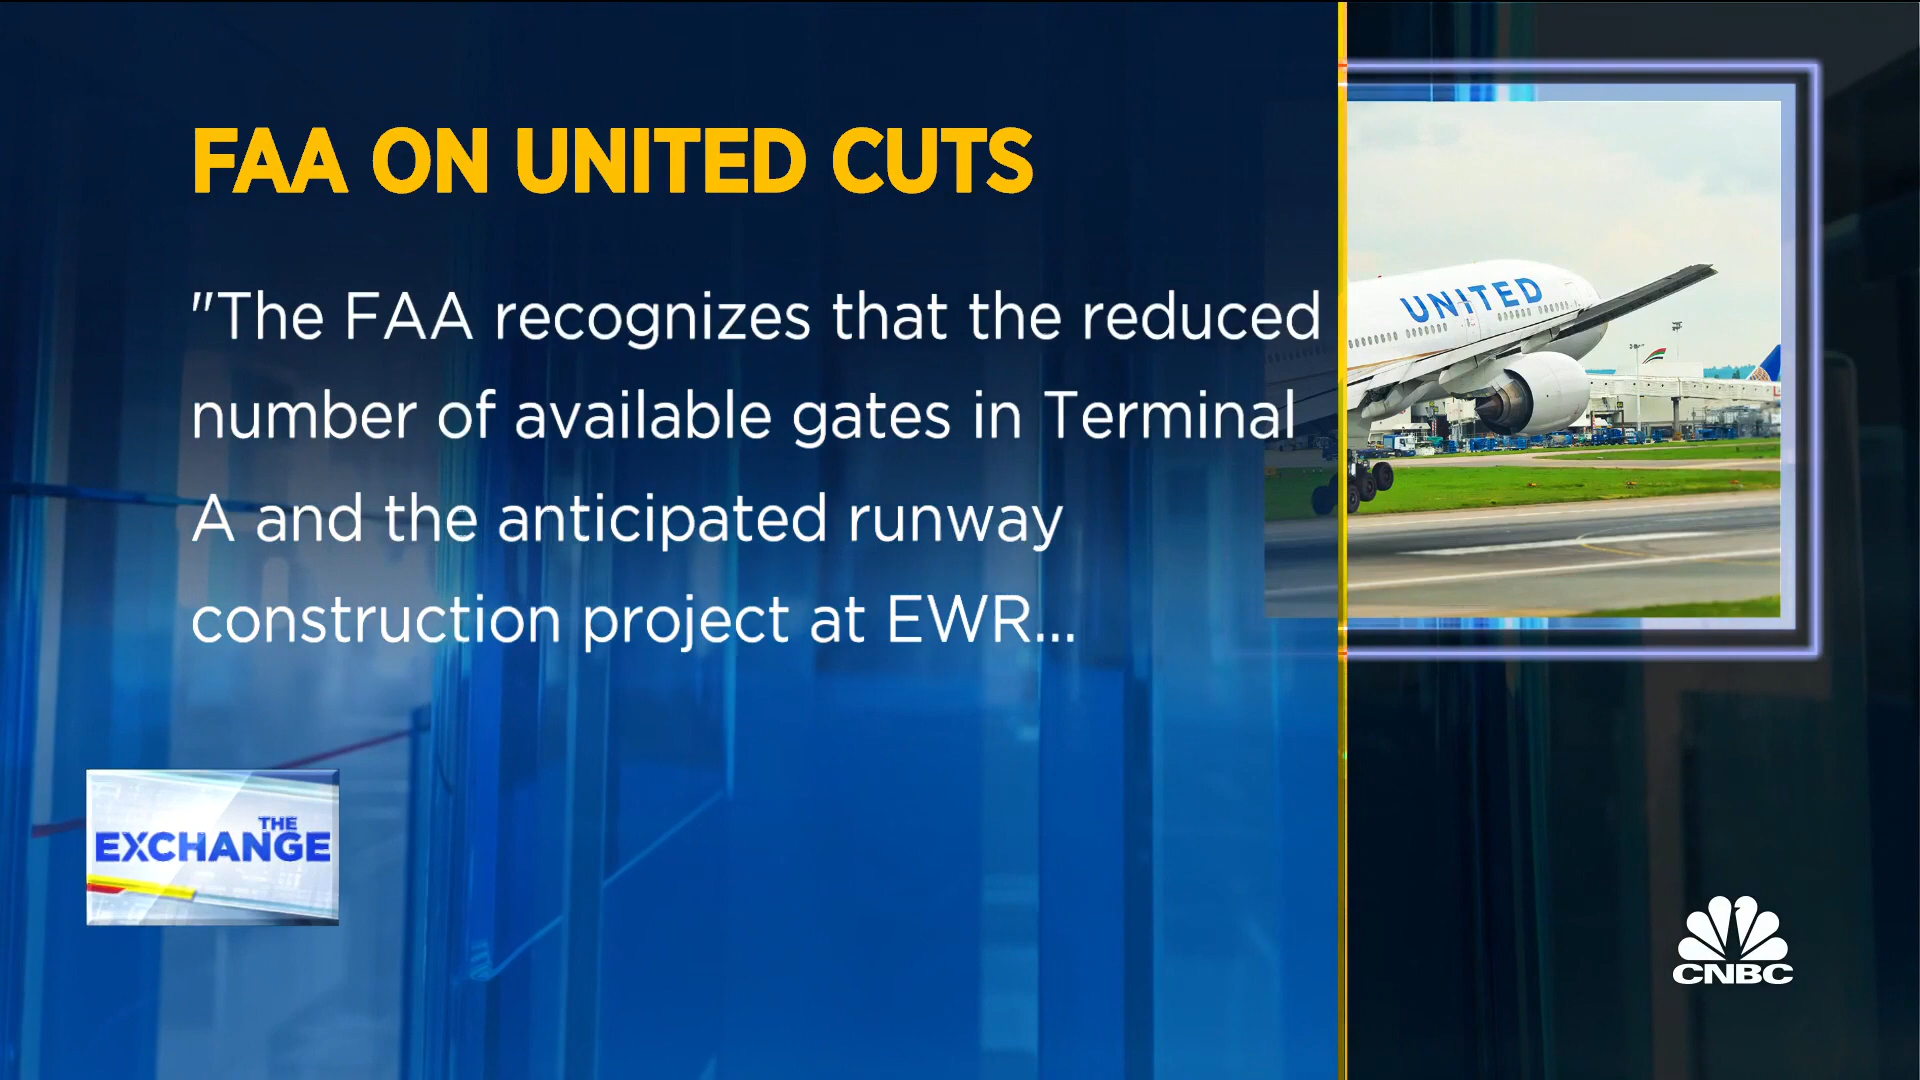 FAA ON UNITED CUTS
"The FAA recognizes that the reduced
number of available gates in Terminal
A and the anticipated runway
construction project at EWR...
UNITED
THE
EXCHANGE
CNBC